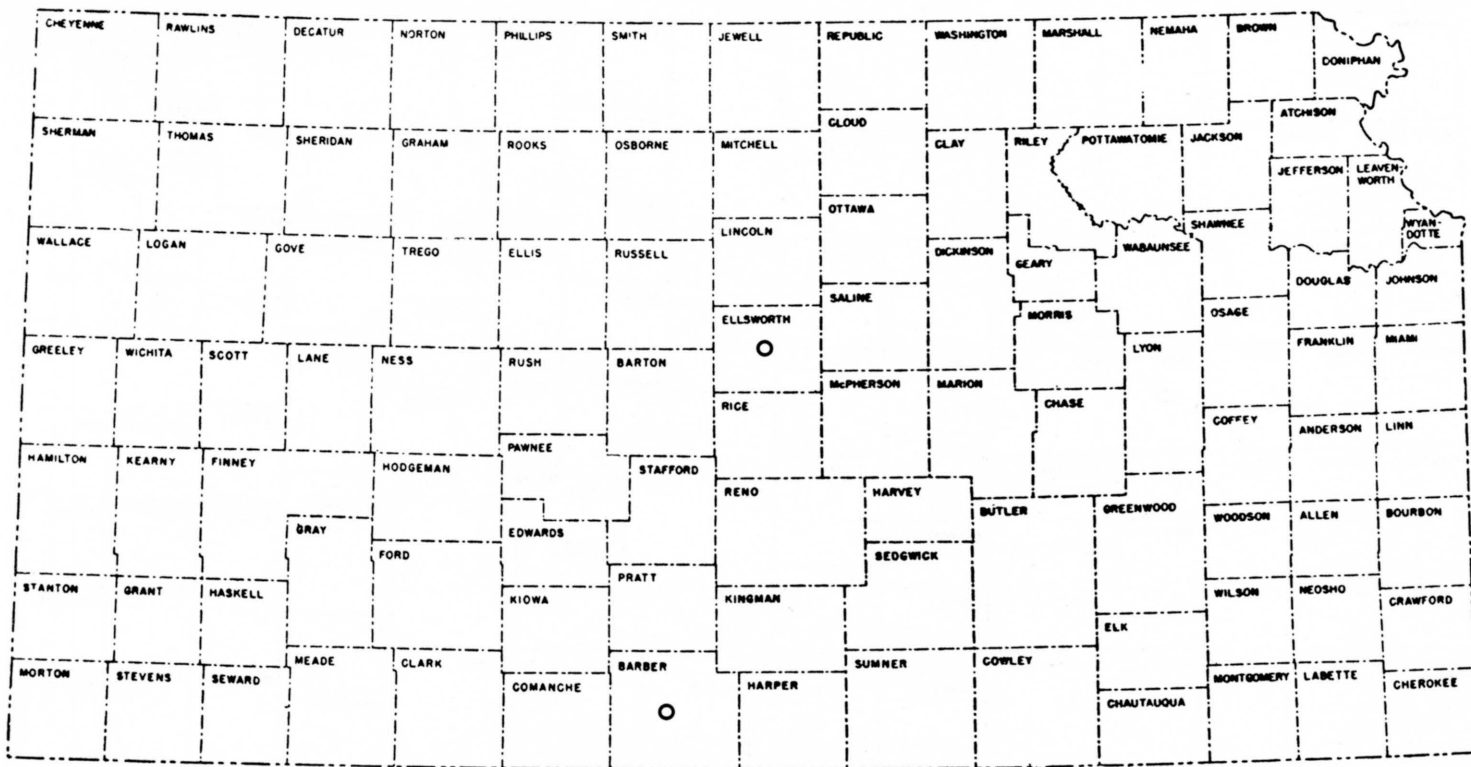 CHEYENNE
RAWLINS
DECATUR
NORTON
PHILLIPS
SMITH
JEWELL
REPUBLIC
WASHINGTON
MARSHALL
NEMAHA
BROWN
DONIPHAN
SHERMAN
THOMAS
SHERIDAN
GRAHAM
ROOKS
OSBORNE
MITCHELL
CLOUD
CLAY
RILEY
POTTAWATOMIE
JACKSON
ATCHISON
JEFFERSON
LEAVEN
WORTH
WYAN-
DOTTE
WALLACE
LOGAN
GOVE
TREGO
ELLIS
RUSSELL
LINCOLN
OTTAWA
DICKINSON
GEARY
WABAUNSEE
SHAWNEE
DOUGLAS
JOHNSON
ELLSWORTH
SALINE
MORRIS
OSAGE
GREELEY
WICHITA
SCOTT
LANE
NESS
RUSH
BARTON
RICE
McPHERSON
MARION
CHASE
LYON
FRANKLIN
MIAMI
COFFEY
ANDERSON
LINN
HAMILTON
KEARNY
FINNEY
HODGEMAN
PAWNEE
STAFFORD
RENO
HARVEY
BUTLER
GREENWOOD
WOODSON
ALLEN
BOURBON
GRAY
FORD
EDWARDS
SEDGWICK
STANTON
GRANT
HASKELL
KIOWA
PRATT
KINGMAN
ELK
WILSON
NEOSHO
CRAWFORD
MORTON
STEVENS
SEWARD
MEADE
CLARK
COMANCHE
BARBER
HARPER
SUMNER
COWLEY
CHAUTAUQUA
MONTGOMERY
LABETTE
CHEROKEE